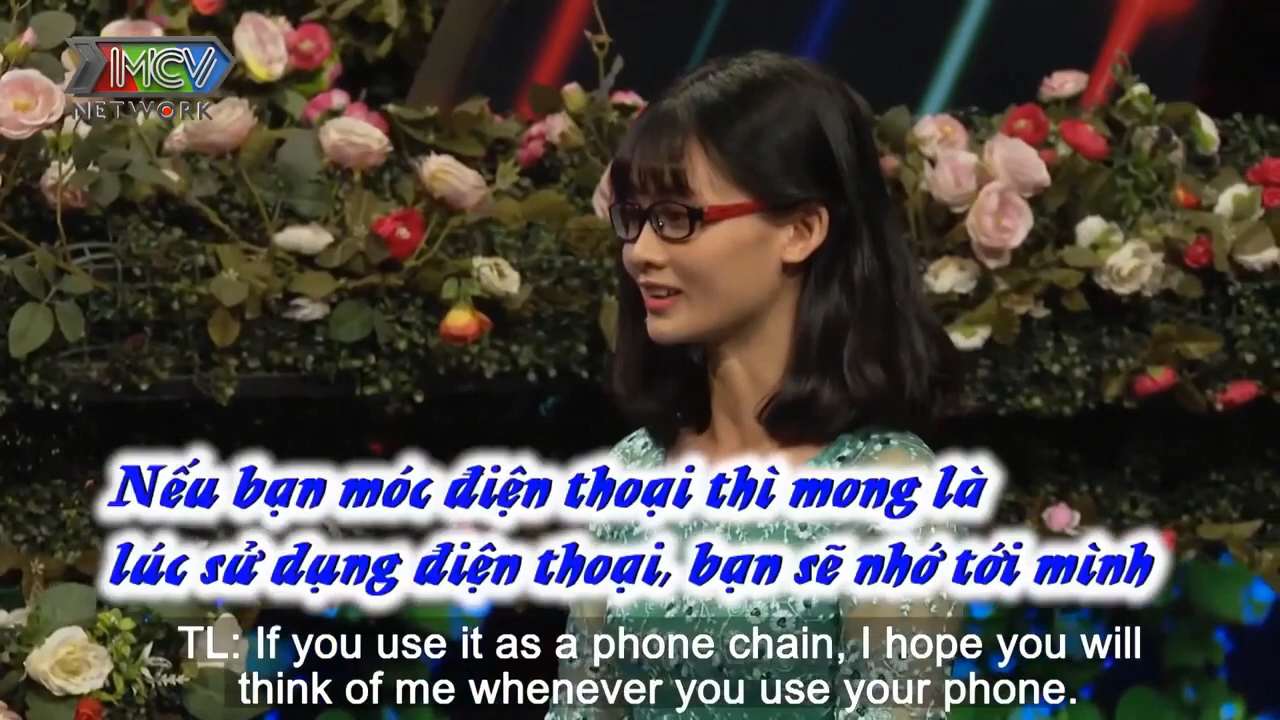 MCV
NETWORK
Nếu bạn móc điện thoại thì mong là
lúc sử dụng điện thoại, bạn sẽ nhớ tới mình
TL: If you use it as a phone chain, I hope you will
think of me whenever you use your phone.